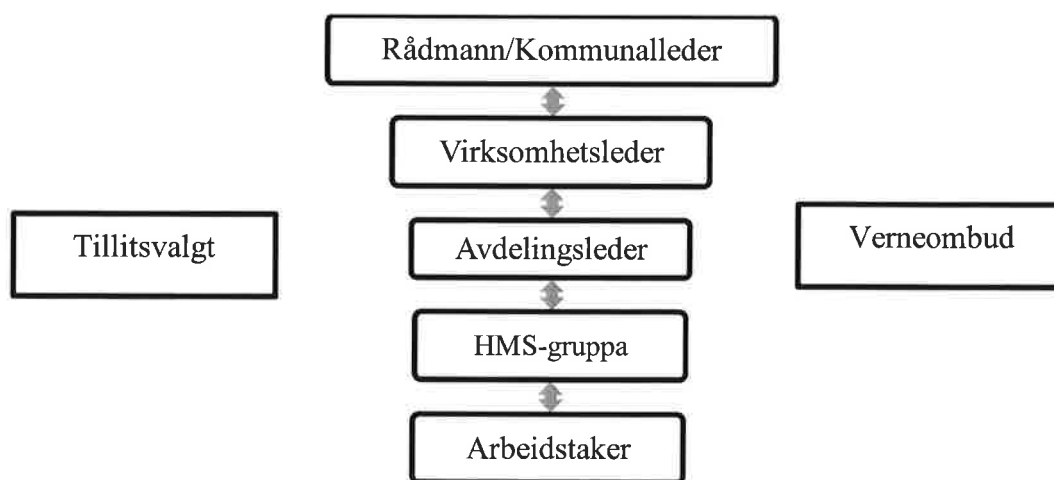 Rådmann/Kommunalleder
Virksomhetsleder
Tillitsvalgt
Avdelingsleder
Verneombud
HMS-gruppa
Arbeidstaker